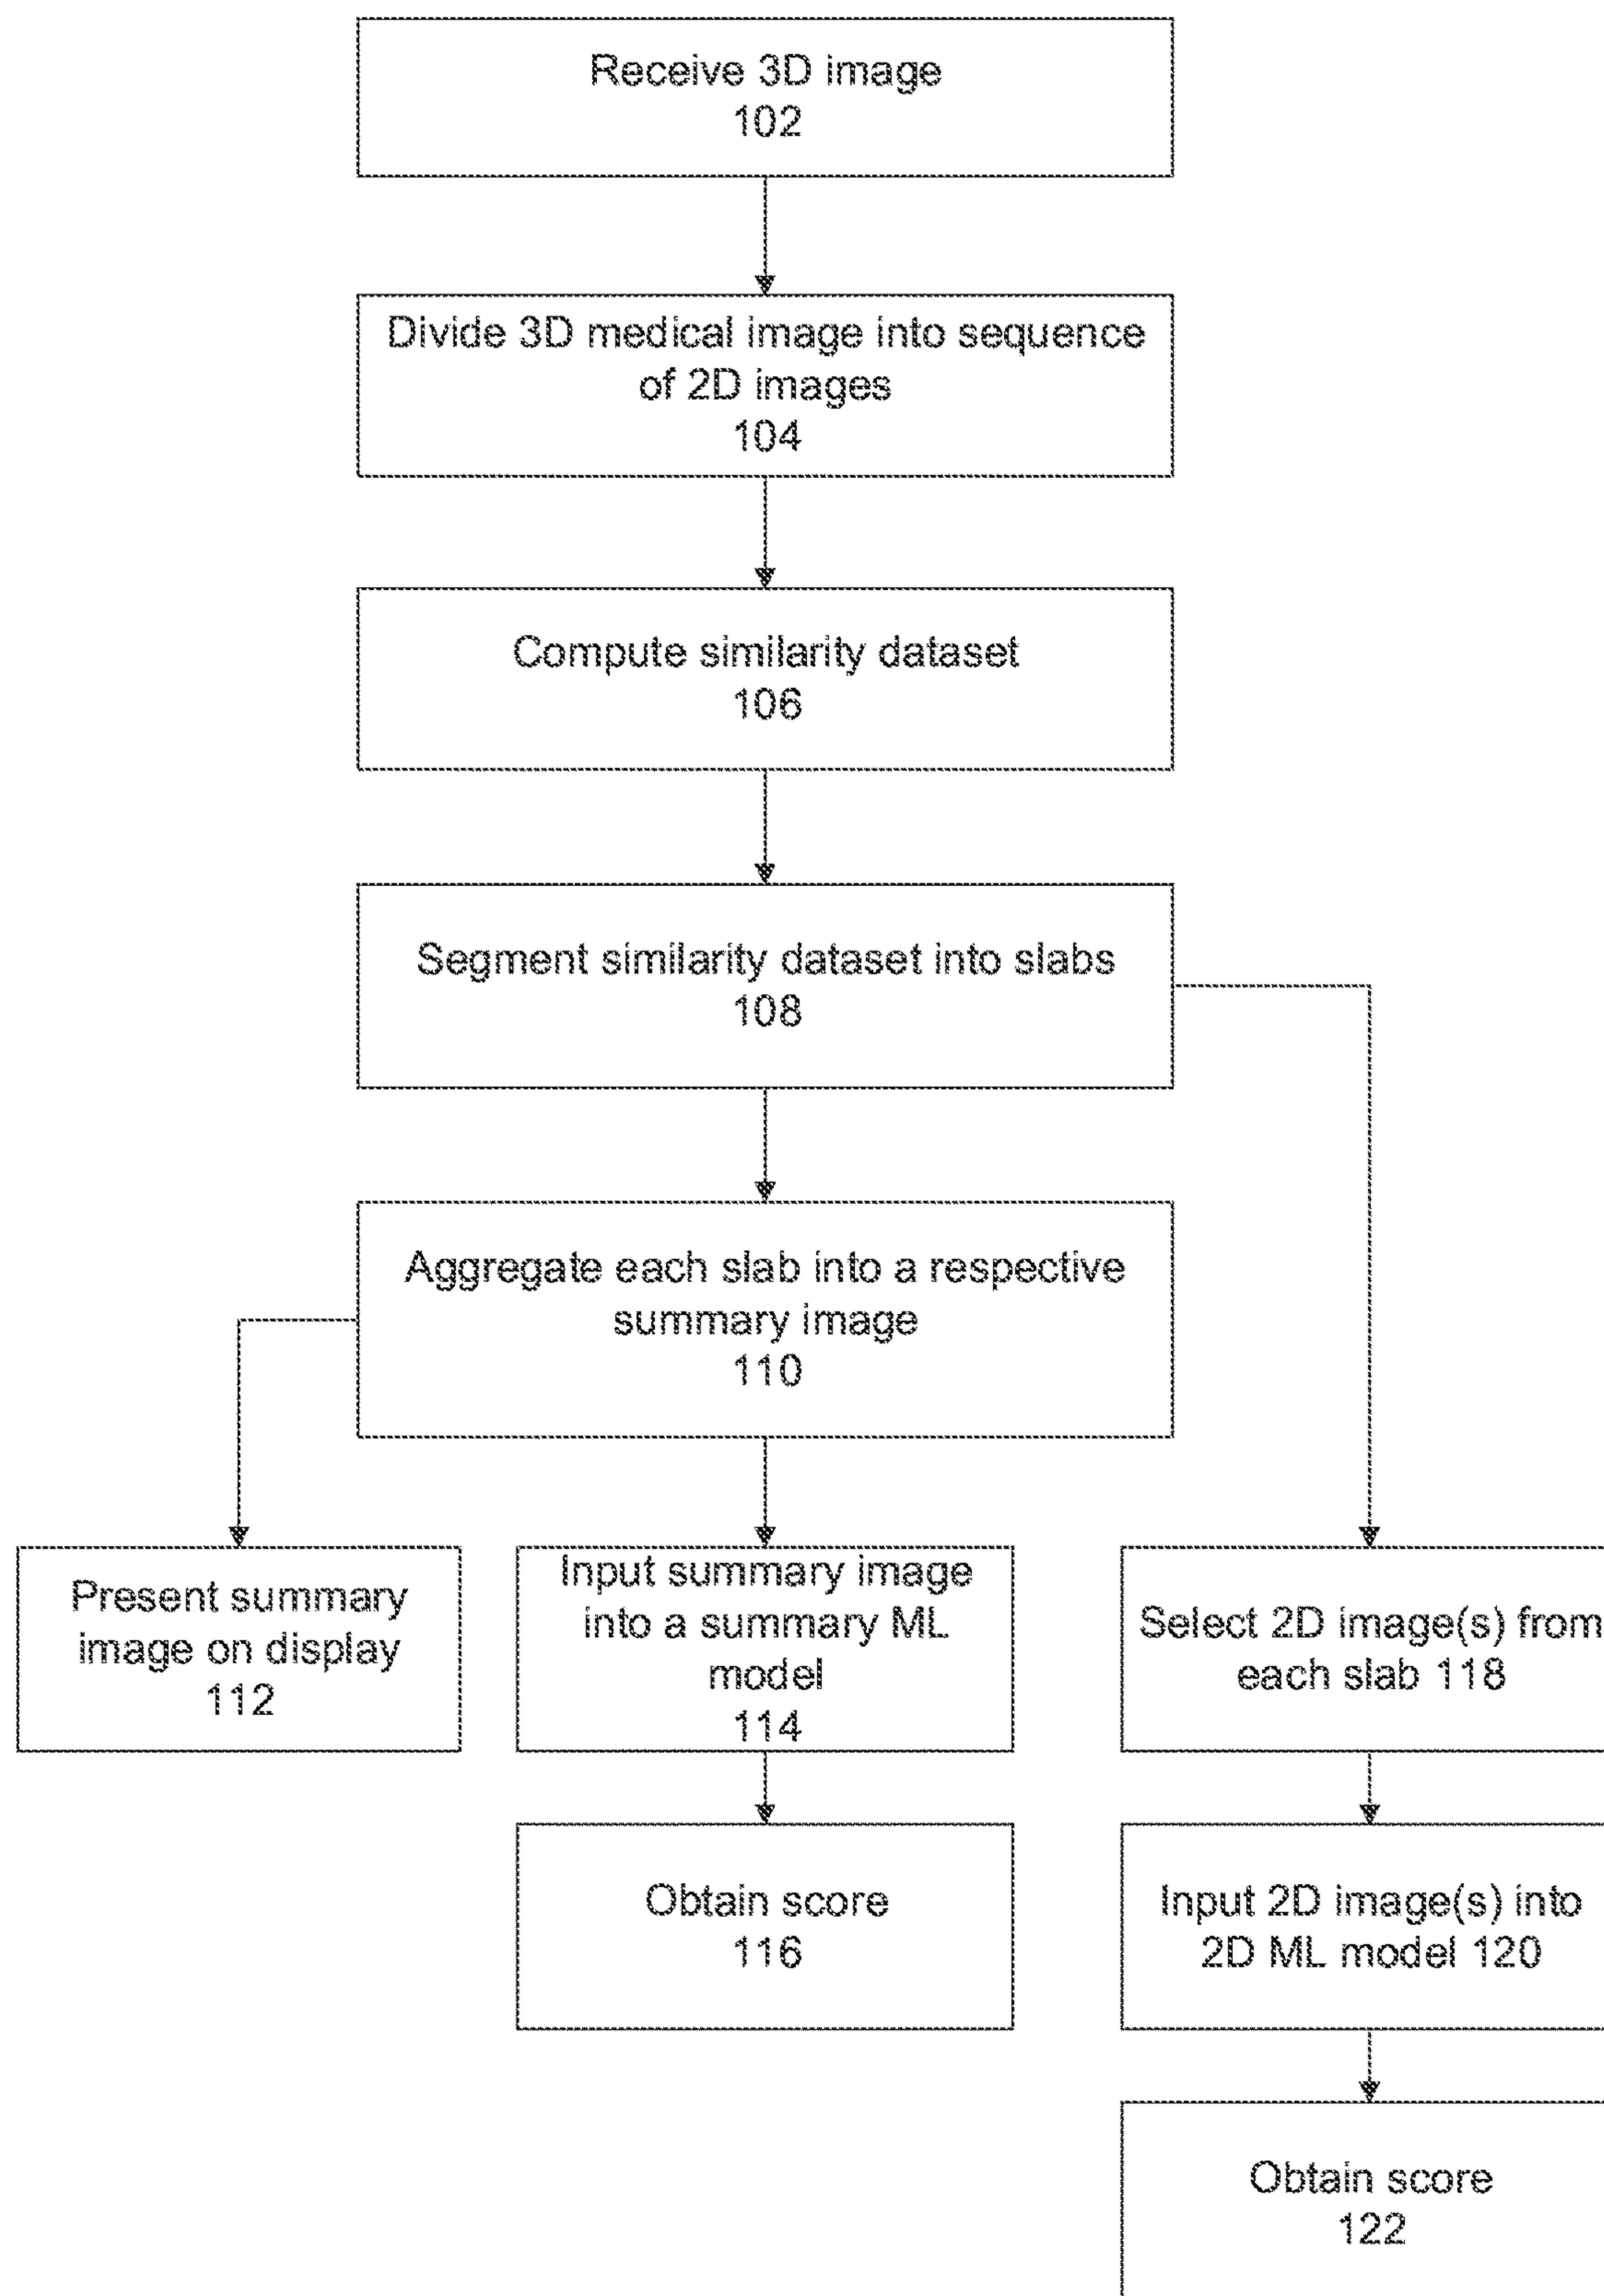 Receive 3D image
102
Divide 3D medical image into sequence
of 2D images
104
Compute similarity dataset
106
Segment similarity dataset into slabs
108
Aggregate each slab into a respective
summary image
110
Present summary
image on display
112
Input summary image
into a summary ML
model
114
Select 2D image(s) from
each slab 118
Obtain score
116
Input 2D image(s) into
2D ML model 120
Obtain score
122